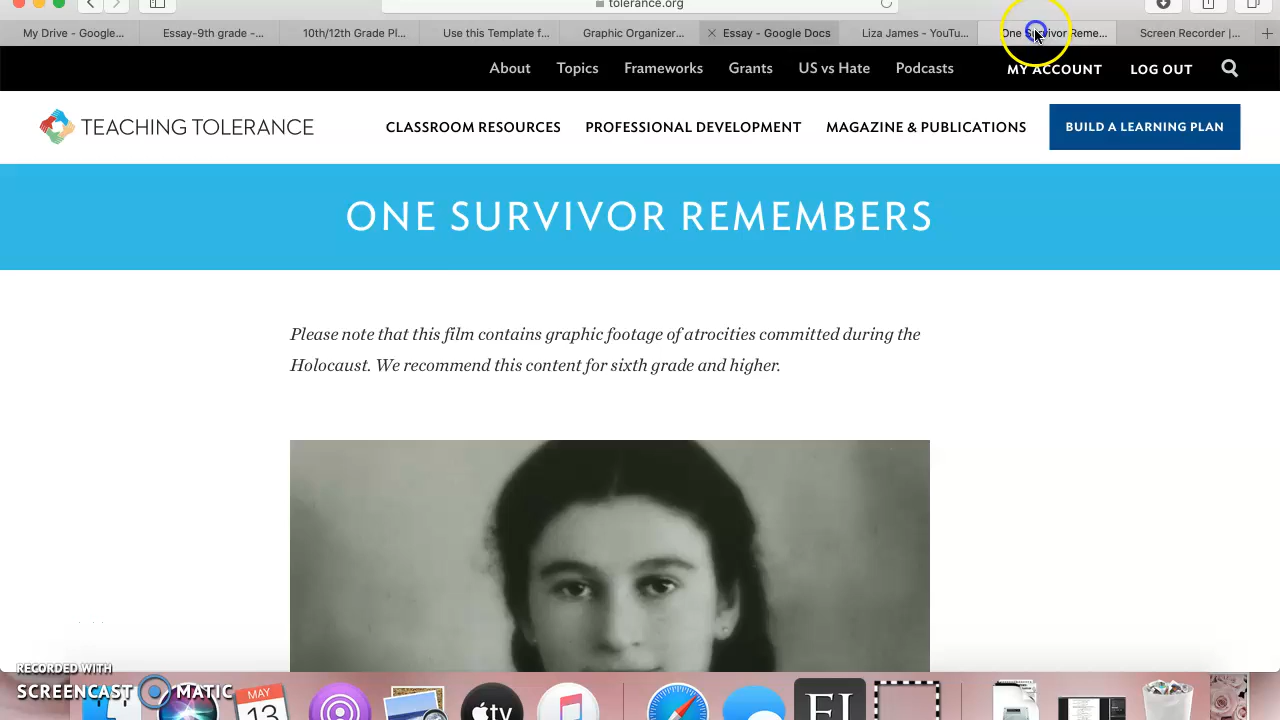 tolerance.org
My Drive - Google...
Essay-9th grade -...
10th/12th Grade Pl...
Use this Template f...
Graphic Organizer...
Essay - Google Docs
Liza James - YouTu...
One Survivor Reme...
Screen Recorder |...
About Topics Frameworks Grants US vs Hate Podcasts MY ACCOUNT LOG OUT
TEACHING TOLERANCE
CLASSROOM RESOURCES PROFESSIONAL DEVELOPMENT MAGAZINE & PUBLICATIONS BUILD A LEARNING PLAN
ONE SURVIVOR REMEMBERS
Please note that this film contains graphic footage of atrocities committed during the
Holocaust. We recommend this content for sixth grade and higher.
RECORDED WITH
SCREENCAST MATIC
MAY
13
tv